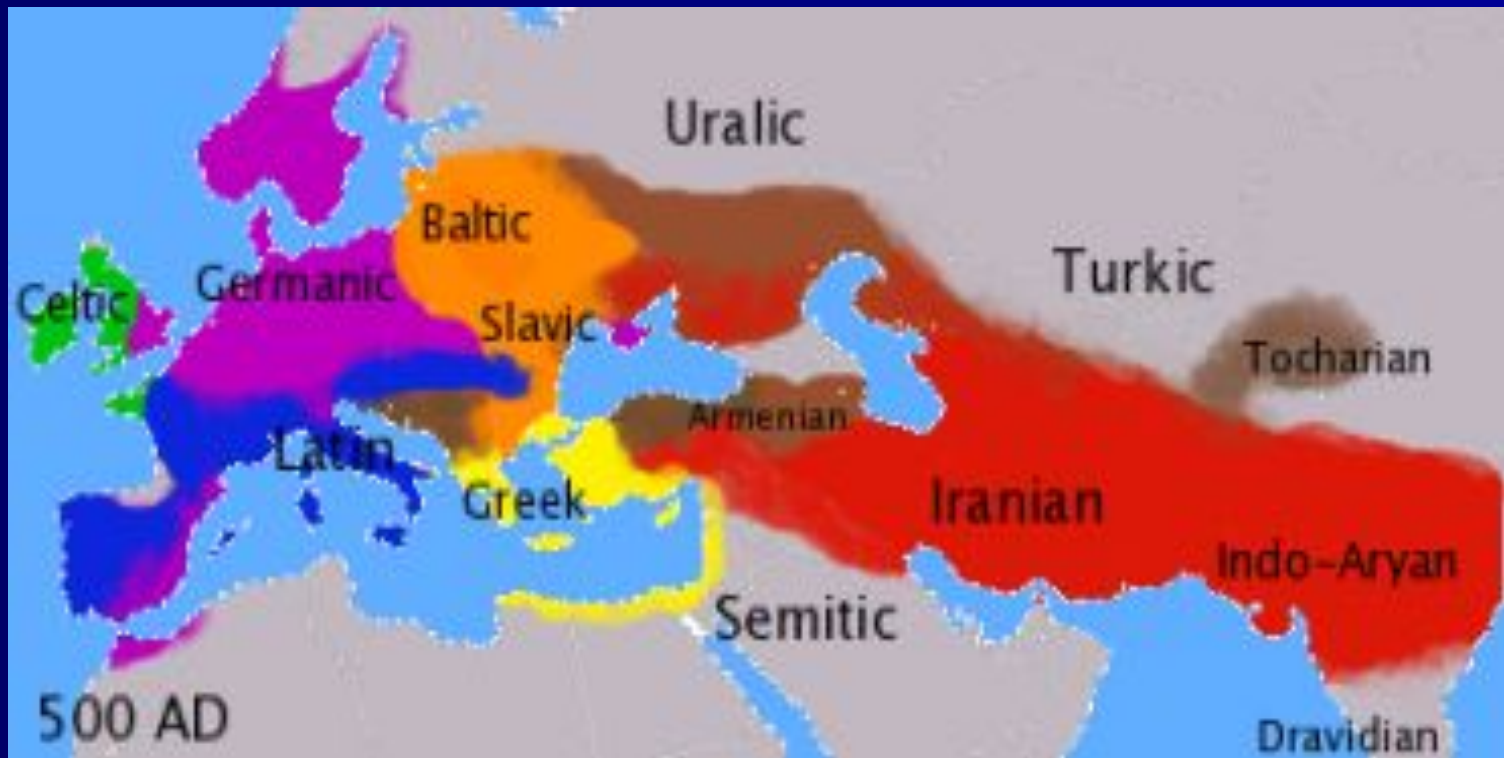 Uralic
Baltic
Turkic
Germanic
Celtic
Slavic
Tocharian
Armenian
Latin
Greek
Iranian
Indo-Aryan
Semitic
500 AD
Dravidian